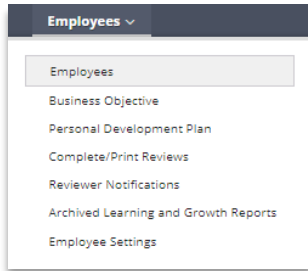 Employees
Employees
Business Objective
Personal Development Plan
Complete/Print Reviews
Reviewer Notifications
Archived Learning and Growth Reports
Employee Settings